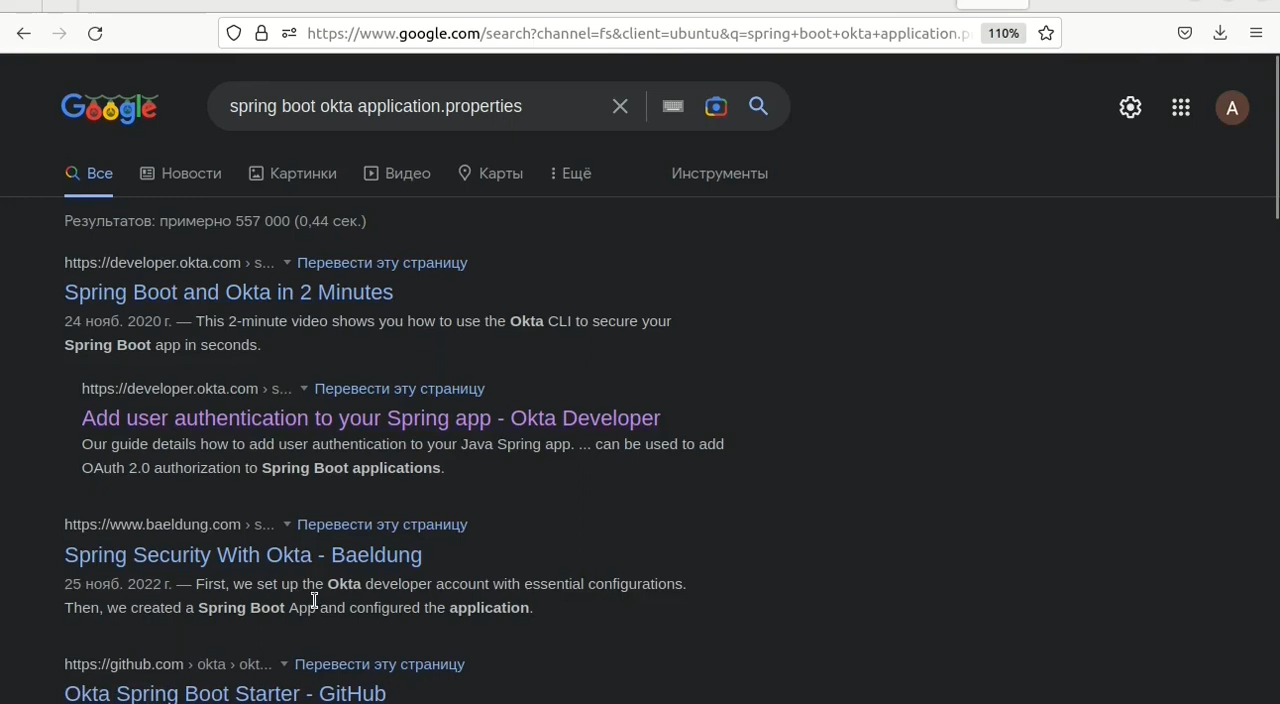 https://www.google.com/search?channel=fs&client=ubuntu&q=spring+boot+okta+application.p
110%
Google
spring boot okta application.properties
A
Все
Новости
Картинки
Видео
Карты
Ещё
Инструменты
Результатов: примерно 557 000 (0,44 сек.)
https://developer.okta.com › s... Перевести эту страницу
Spring Boot and Okta in 2 Minutes
24 нояб. 2020 г. — This 2-minute video shows you how to use the Okta CLI to secure your
Spring Boot app in seconds.
https://developer.okta.com › s... Перевести эту страницу
Add user authentication to your Spring app - Okta Developer
Our guide details how to add user authentication to your Java Spring app. ... can be used to add
OAuth 2.0 authorization to Spring Boot applications.
https://www.baeldung.com › s... Перевести эту страницу
Spring Security With Okta - Baeldung
25 нояб. 2022 г. — First, we set up the Okta developer account with essential configurations.
Then, we created a Spring Boot App and configured the application.
https://github.com › okta › okt... Перевести эту страницу
Okta Spring Boot Starter - GitHub